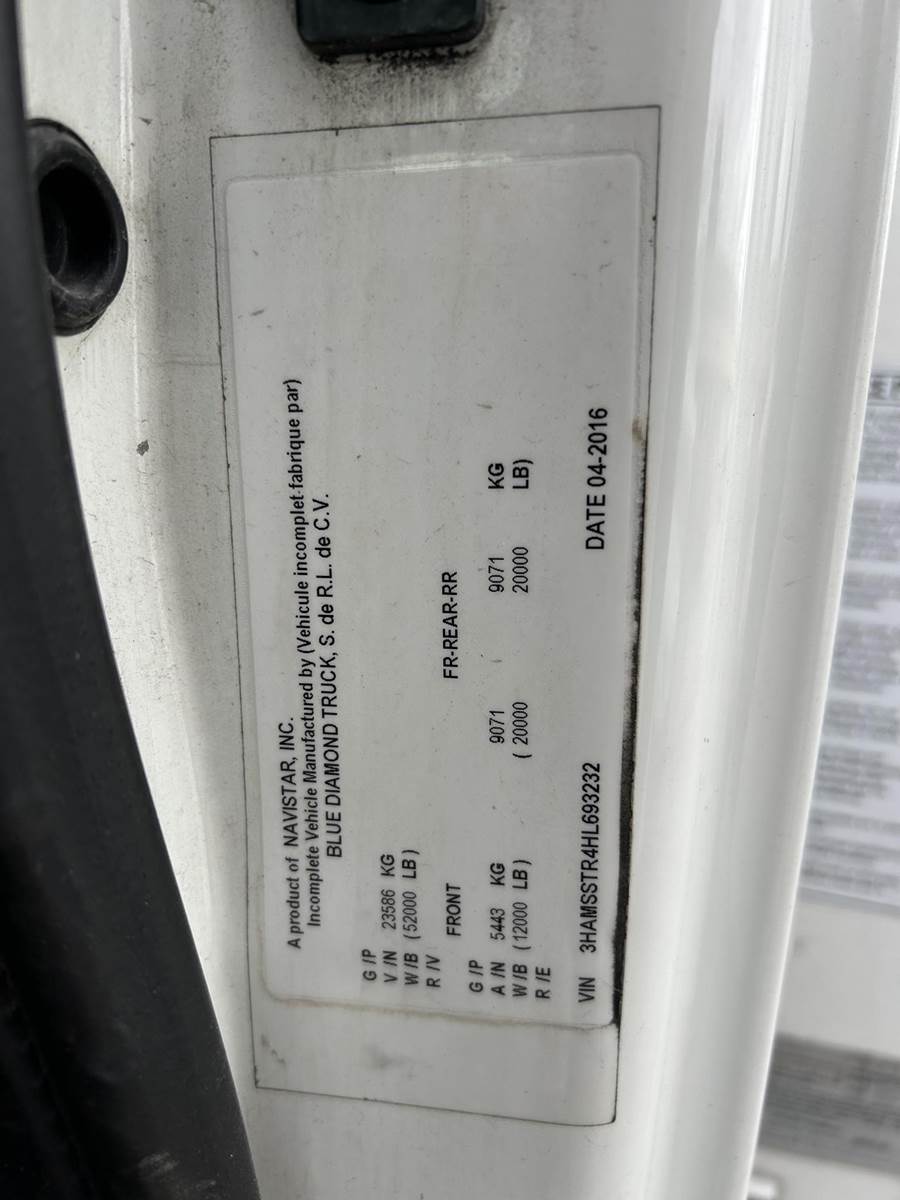 A product of NAVISTAR, INC.
Incomplete Vehicle Manufactured by (Vehicule incomplet fabrique par)
BLUE DIAMOND TRUCK, S. de R.L. de C.V.
G /P
V /N 23586 KG
W /B (52000 LB)
R /V
FRONT FR-REAR-RR
G /P
A /N 5443 KG 9071 9071 KG
W /B (12000 LB) ( 20000 20000 LB)
R /E
VIN 3HAMSSTR4HL693232 DATE 04-2016